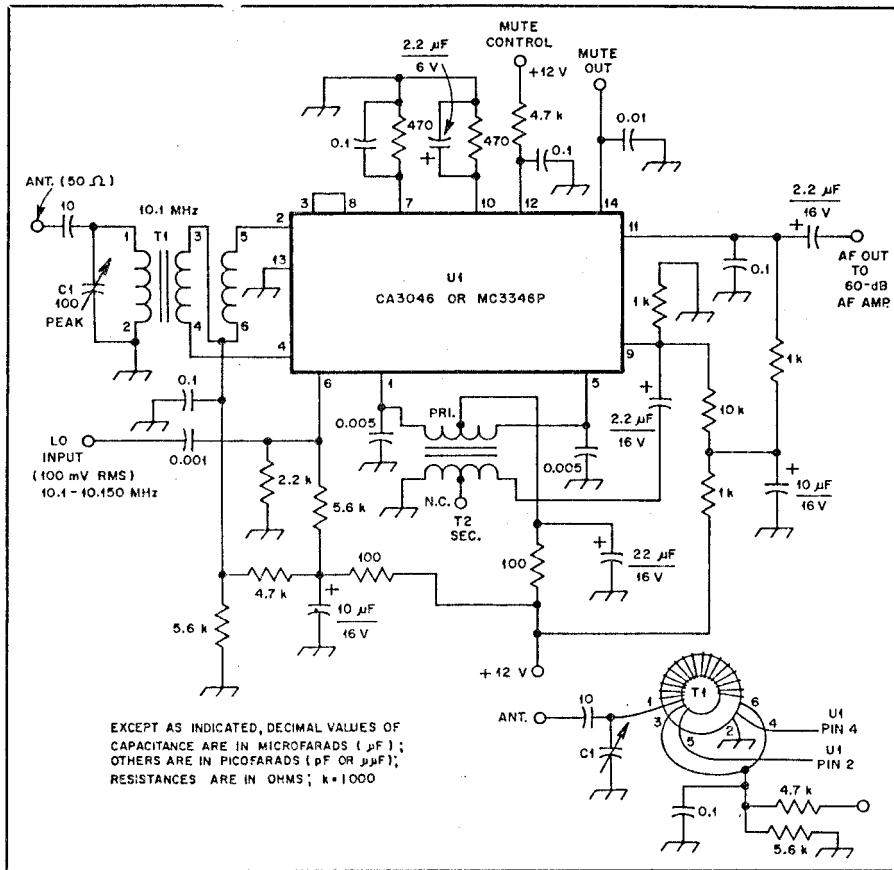 2.2 µF
6 V
MUTE
CONTROL
+12 V
MUTE
OUT
0.1
470
+
470
4.7 k
0.1
0.01
ANT. (50 Ω)
10
10.1 MHz
1
T1
3
5
2
3
8
7
10
12
14
11
2.2 µF
16 V
+
AF OUT
TO
60-dB
AF AMP.
0.1
C1
100
PEAK
2
4
6
13
4
U1
CA3046 OR MC3346P
1 k
9
1 k
6
1
5
0.1
LO
INPUT
(100 mV RMS)
10.1-10.150 MHz
0.001
2.2 k
5.6 k
0.005
PRI.
N.C.
T2
SEC.
0.005
+
2.2 µF
16 V
10 k
1 k
+
10 µF
16 V
4.7 k
100
5.6 k
+
10 µF
16 V
100
+
22 µF
16 V
+12 V
EXCEPT AS INDICATED, DECIMAL VALUES OF
CAPACITANCE ARE IN MICROFARADS ( µF ) ;
OTHERS ARE IN PICOFARADS ( pF OR µµF);
RESISTANCES ARE IN OHMS; k=1000
ANT.
10
C1
1
T1
3
5
2
6
4
U1
PIN 4
U1
PIN 2
0.1
4.7 k
5.6 k